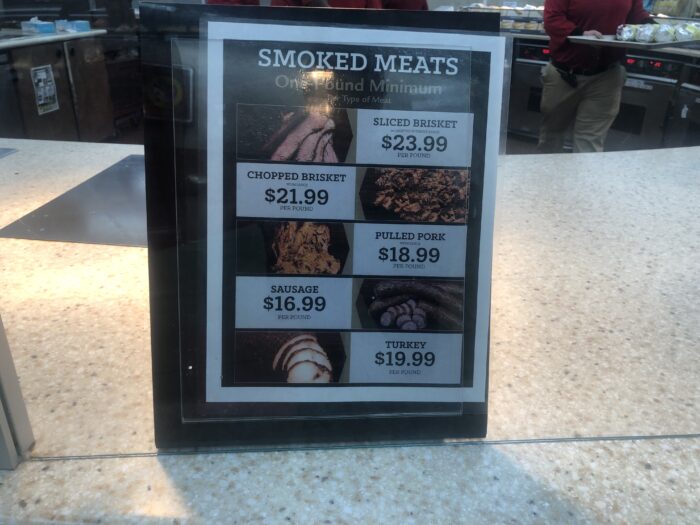 SMOKED MEATS
One Pound Minimum
Per Type of Meat
SLICED BRISKET
$23.99
PER POUND
CHOPPED BRISKET
$21.99
PER POUND
PULLED PORK
$18.99
PER POUND
SAUSAGE
$16.99
PER POUND
TURKEY
$19.99
PER POUND